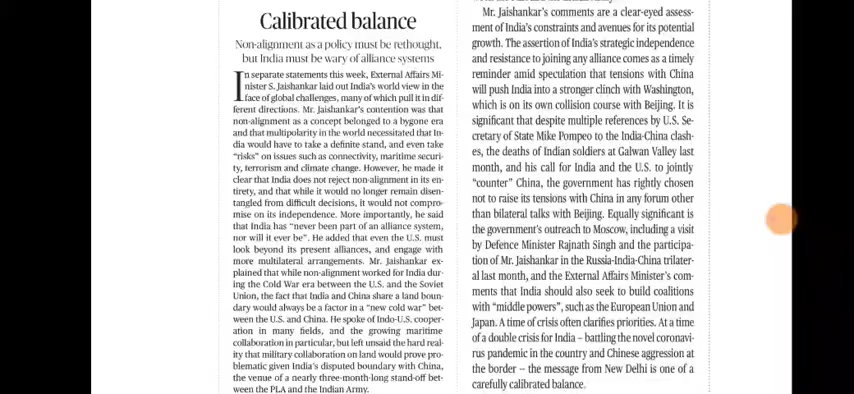 Calibrated balance
Non-alignment as a policy must be rethought,
but India must be wary of alliance systems
In separate statements this week, External Affairs Mi-
nister S. Jaishankar laid out India's world view in the
face of global challenges, many of which pull it in dif-
ferent directions. Mr. Jaishankar's contention was that
non-alignment as a concept belonged to a bygone era
and that multipolarity in the world necessitated that In-
dia would have to take a definite stand, and even take
"risks" on issues such as connectivity, maritime securi-
ty, terrorism and climate change. However, he made it
clear that India does not reject non-alignment in its en-
tirety, and that while it would no longer remain disen-
tangled from difficult decisions, it would not compro-
mise on its independence. More importantly, he said
that India has "never been part of an alliance system,
nor will it ever be". He added that even the U.S. must
look beyond its present alliances, and engage with
more multilateral arrangements. Mr. Jaishankar ex-
plained that while non-alignment worked for India dur-
ing the Cold War era between the U.S. and the Soviet
Union, the fact that India and China share a land boun-
dary would always be a factor in a "new cold war" bet-
ween the U.S. and China. He spoke of Indo-U.S. cooper-
ation in many fields, and the growing maritime
collaboration in particular, but left unsaid the hard real-
ity that military collaboration on land would prove pro-
blematic given India's disputed boundary with China,
the venue of a nearly three-month-long stand-off bet-
ween the PLA and the Indian Army.
Mr. Jaishankar's comments are a clear-eyed assess-
ment of India's constraints and avenues for its potential
growth. The assertion of India's strategic independence
and resistance to joining any alliance comes as a timely
reminder amid speculation that tensions with China
will push India into a stronger clinch with Washington,
which is on its own collision course with Beijing. It is
significant that despite multiple references by U.S. Se-
cretary of State Mike Pompeo to the India-China clash-
es, the deaths of Indian soldiers at Galwan Valley last
month, and his call for India and the U.S. to jointly
"counter" China, the government has rightly chosen
not to raise its tensions with China in any forum other
than bilateral talks with Beijing. Equally significant is
the government's outreach to Moscow, including a visit
by Defence Minister Rajnath Singh and the participa-
tion of Mr. Jaishankar in the Russia-India-China trilater-
al last month, and the External Affairs Minister's com-
ments that India should also seek to build coalitions
with "middle powers", such as the European Union and
Japan. A time of crisis often clarifies priorities. At a time
of a double crisis for India – battling the novel coronavi-
rus pandemic in the country and Chinese aggression at
the border – the message from New Delhi is one of a
carefully calibrated balance.